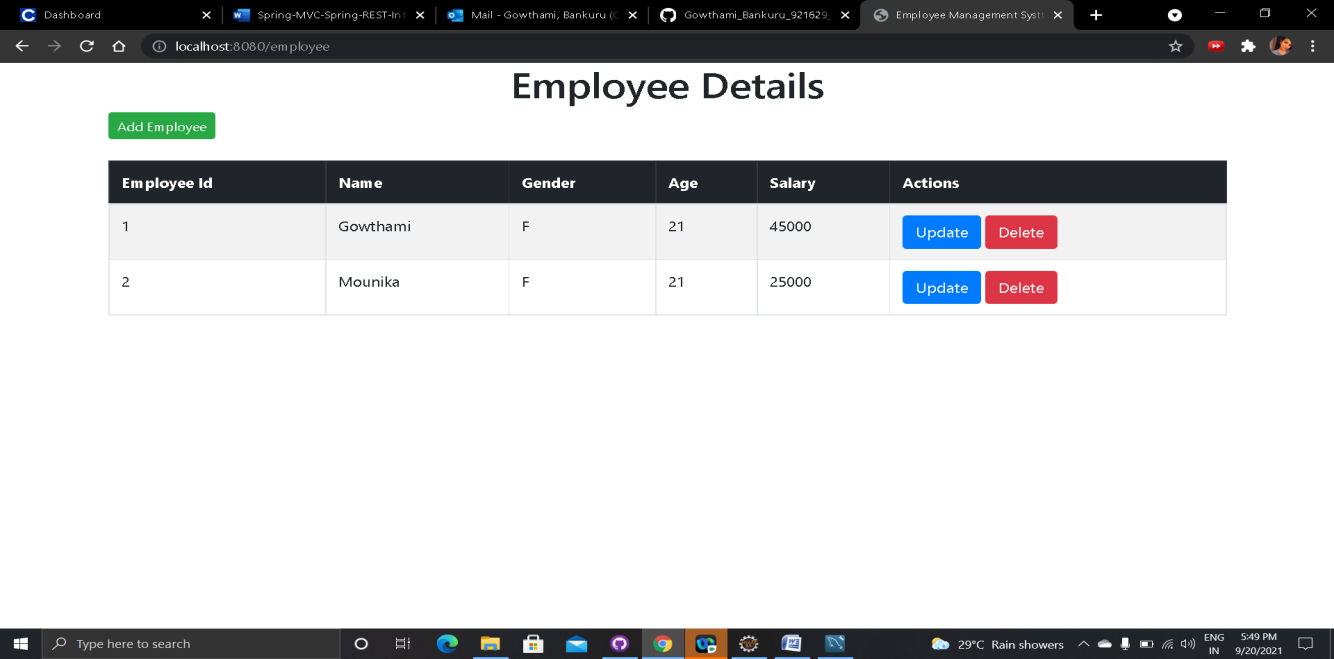 Dashboard Spring-MVC-Spring-REST-Int Mail - Gowthami, Bankuru (C Gowthami_Bankuru_921629_ Employee Management Syst
localhost:8080/employee
Employee Details
Add Employee
Employee Id Name Gender Age Salary Actions
1 Gowthami F 21 45000 Update Delete
2 Mounika F 21 25000 Update Delete
Type here to search 29°C Rain showers ENG 5:49 PM
IN 9/20/2021